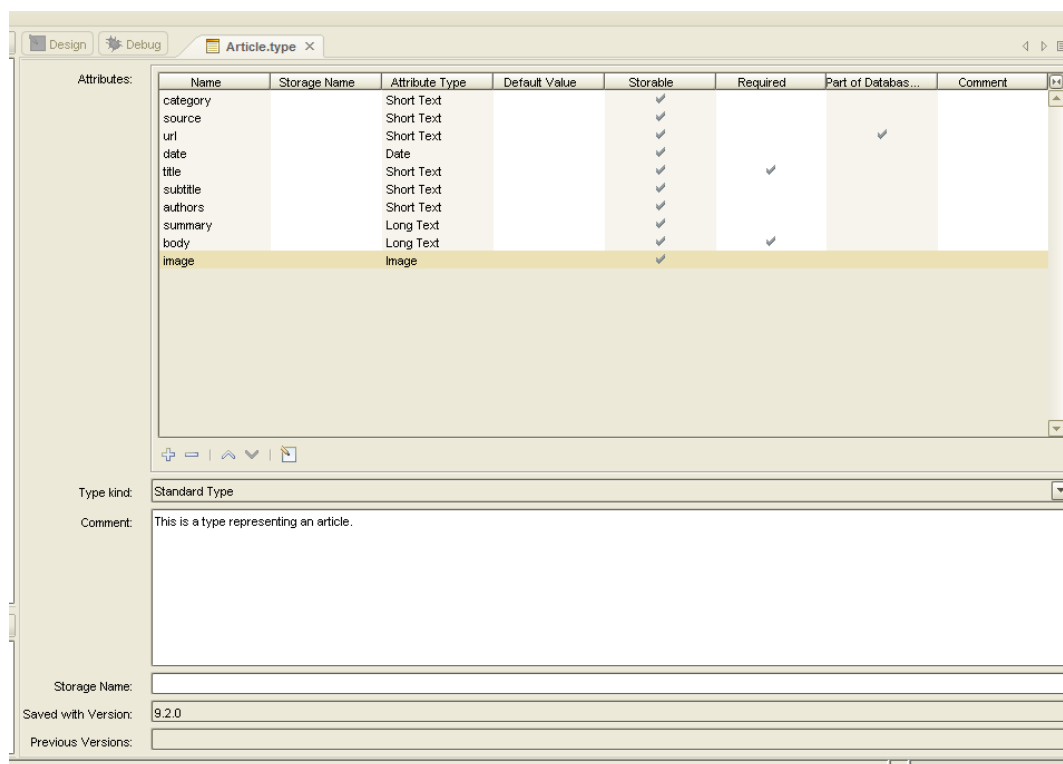 Design Debug Article.type
Attributes:
Name Storage Name Attribute Type Default Value Storable Required Part of Databas... Comment
category Short Text
source Short Text
url Short Text
date Date
title Short Text
subtitle Short Text
authors Short Text
summary Long Text
body Long Text
image Image
Type kind: Standard Type
Comment: This is a type representing an article.
Storage Name:
Saved with Version: 9.2.0
Previous Versions: